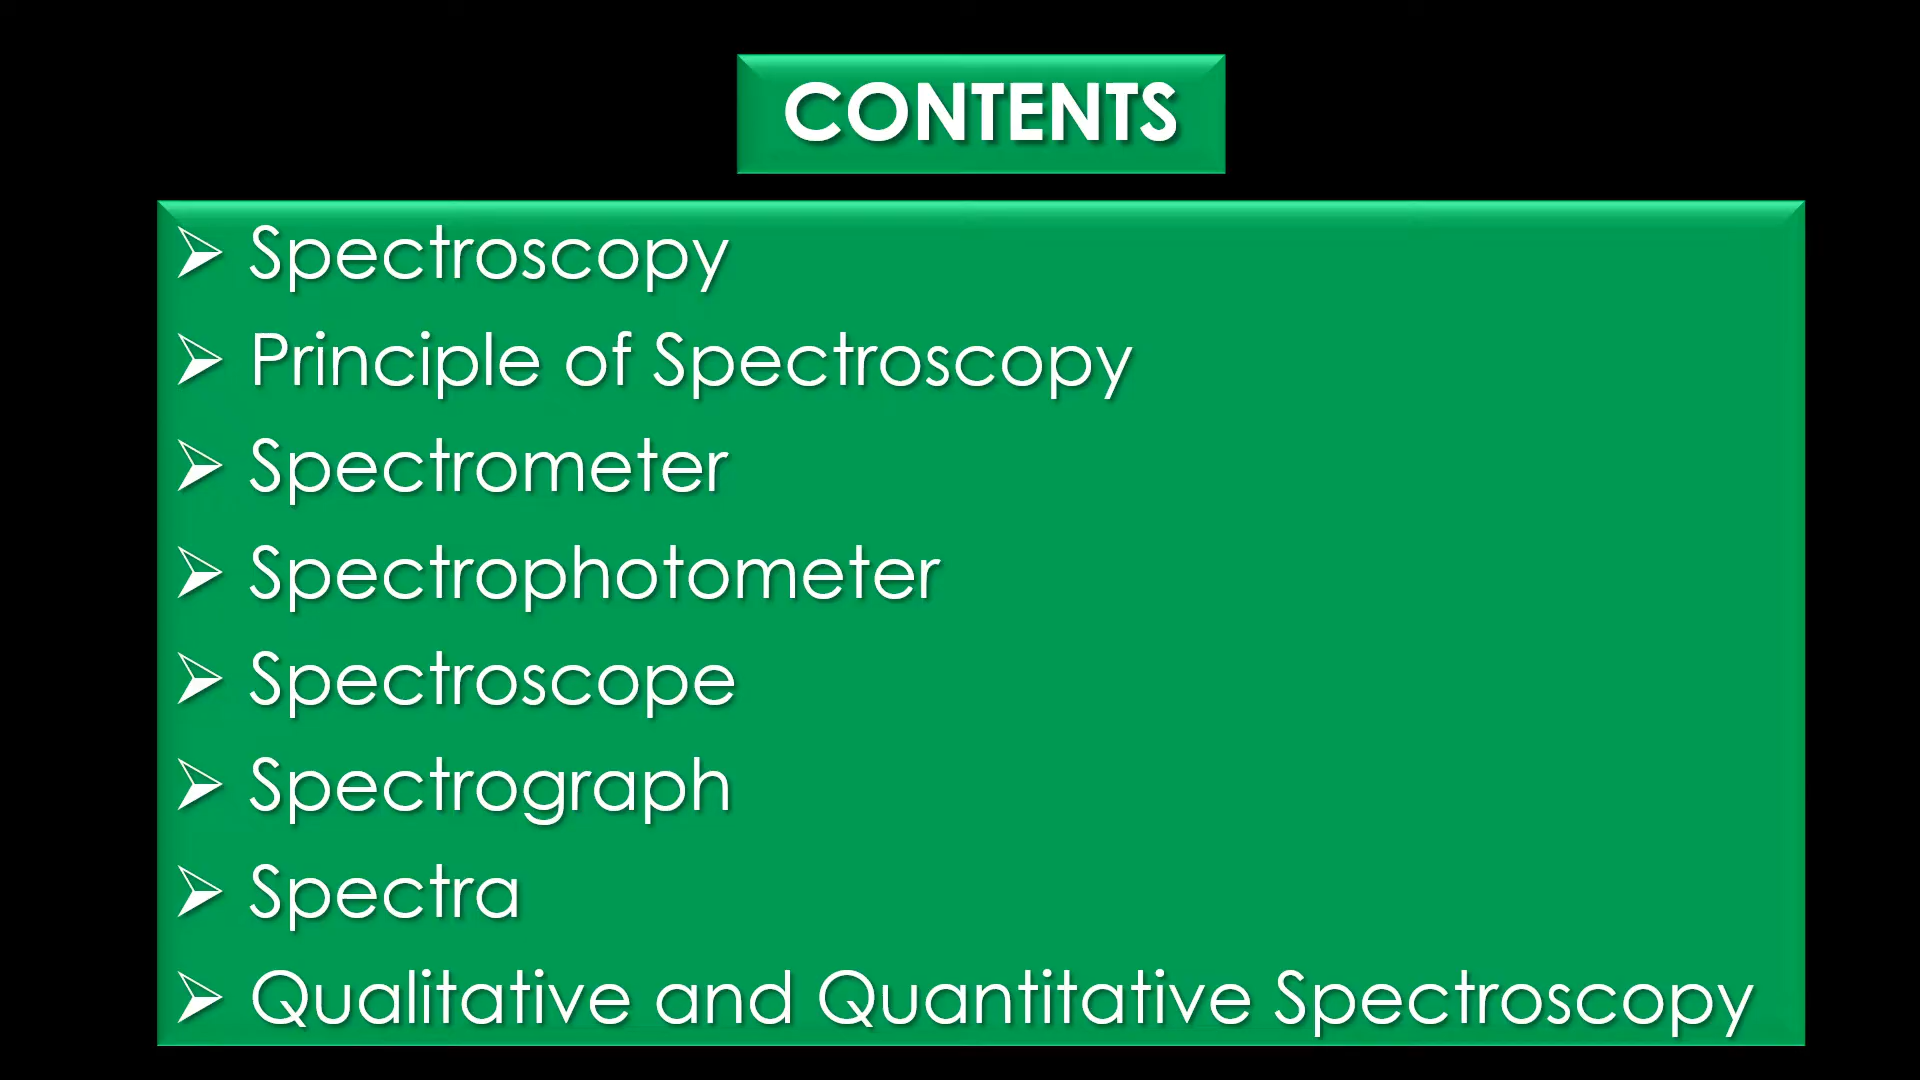 CONTENTS
➢ Spectroscopy
➢ Principle of Spectroscopy
➢ Spectrometer
➢ Spectrophotometer
➢ Spectroscope
➢ Spectrograph
➢ Spectra
➢ Qualitative and Quantitative Spectroscopy